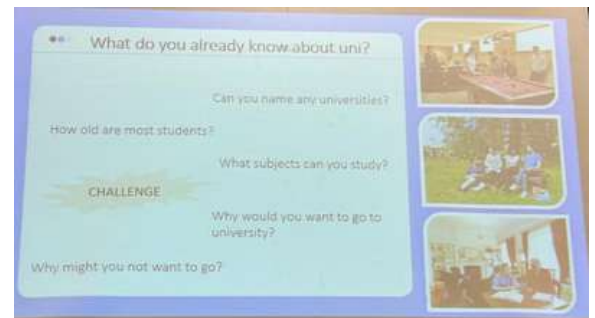 What do you already know about uni?
Can you name any universities?
How old are most students?
What subjects can you study?
CHALLENGE
Why would you want to go to
university?
Why might you not want to go?